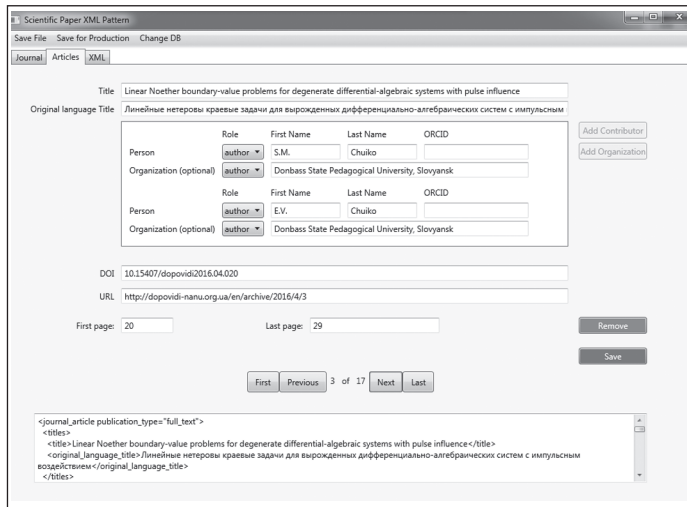 Scientific Paper XML Pattern
Save File Save for Production Change DB
Journal Articles XML
Title Linear Noether boundary-value problems for degenerate differential-algebraic systems with pulse influence
Original language Title Линейные нетеровы краевые задачи для вырожденных дифференциально-алгебраических систем с импульсным
Role First Name Last Name ORCID
Add Contributor
Person author S.M. Chuiko
Add Organization
Organization (optional) author Donbass State Pedagogical University, Slovyansk
Role First Name Last Name ORCID
Person author E.V. Chuiko
Organization (optional) author Donbass State Pedagogical University, Slovyansk
DOI 10.15407/dopovidi2016.04.020
URL http://dopovidi-nanu.org.ua/en/archive/2016/4/3
First page: 20 Last page: 29 Remove
Save
First Previous 3 of 17 Next Last
<journal_article publication_type="full_text">
<titles>
<title>Linear Noether boundary-value problems for degenerate differential-algebraic systems with pulse influence</title>
<original_language_title>Линейные нетеровы краевые задачи для вырожденных дифференциально-алгебраических систем с импульсным
воздействием</original_language_title>
</titles>